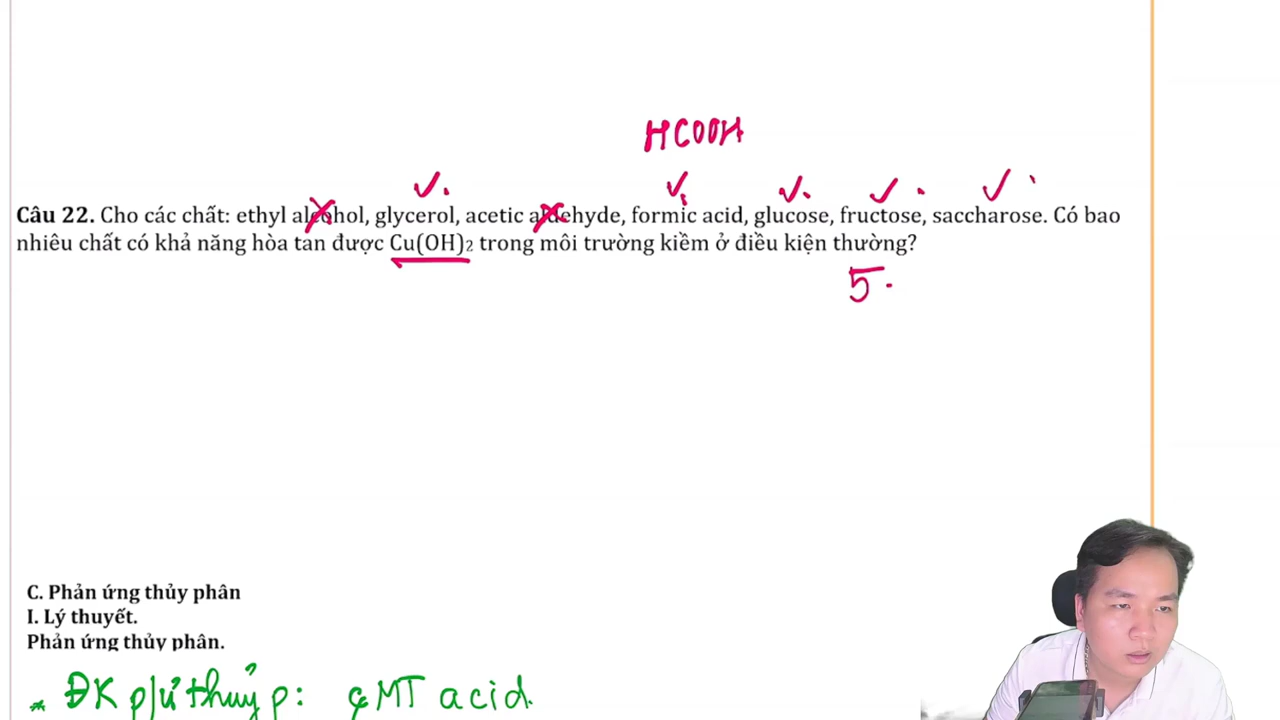 HCOOH
Câu 22. Cho các chất: ethyl alcohol, glycerol, acetic aldehyde, formic acid, glucose, fructose, saccharose. Có bao
nhiêu chất có khả năng hòa tan được Cu(OH)2 trong môi trường kiềm ở điều kiện thường?
5.
C. Phản ứng thủy phân
I. Lý thuyết.
Phản ứng thủy phân.
* ĐK p/ứ thuỷ p: MT acid.